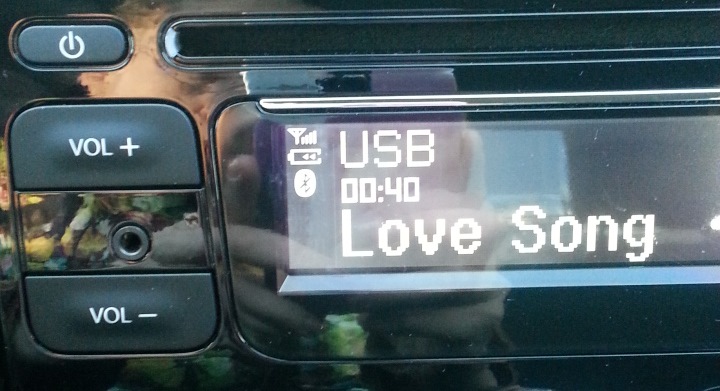 VOL +
VOL −
USB
00:40
Love Song